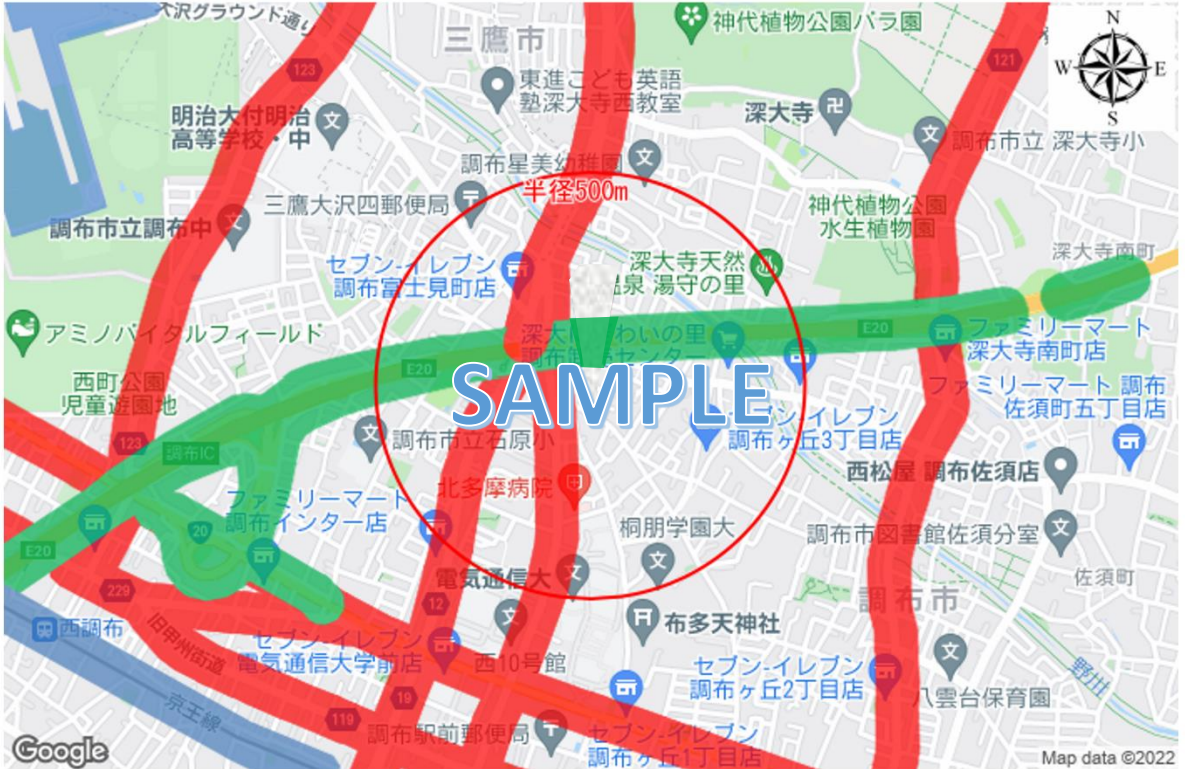 大沢グラウンド通り
三鷹市
神代植物公園バラ園
N
W
E
S
123
121
東進こども英語
塾深大寺西教室
明治大付明治
高等学校・中
深大寺
調布市立 深大寺小
調布星美幼稚園
半径500m
三鷹大沢四郵便局
神代植物公園
水生植物園
調布市立調布中
深大寺南町
セブン-イレブン
調布富士見町店
深大寺天然
温泉 湯守の里
アミノバイタルフィールド
E20
ファミリーマート
深大寺南町店
E20
西町公園
児童遊園地
SAMPLE
ファミリーマート 調布
佐須町五丁目店
イレブン
調布ヶ丘3丁目店
123
調布IC
調布市立石原小
西松屋 調布佐須店
北多摩病院
ファミリーマート
調布インター店
20
桐朋学園大
調布市図書館佐須分室
E20
電気通信大
佐須町
229
12
調布市
西調布
旧甲州街道
布多天神社
セブン-イレブン
電気通信大学前店
西10号館
セブン-イレブン
調布ヶ丘2丁目店
八雲台保育園
野川
京王線
19
119
調布駅前郵便局
セブン-イレブン
調布ヶ丘1丁目店
Google
Map data ©2022